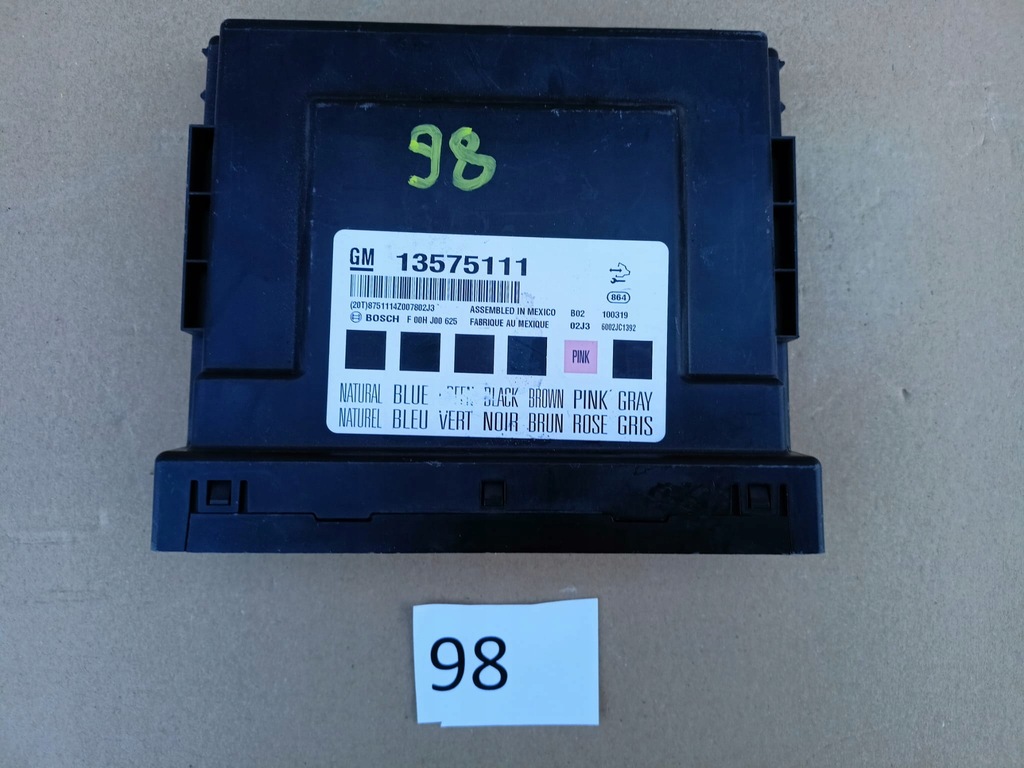 98
GM 13575111
864
(20T)8751114Z007802J3 ASSEMBLED IN MEXICO B02 100319
BOSCH F 00H J00 625 FABRIQUE AU MEXIQUE 02J3 6002JC1392
PINK
NATURAL BLUE BLACK BROWN PINK GRAY
NATUREL BLEU VERT NOIR BRUN ROSE GRIS
98